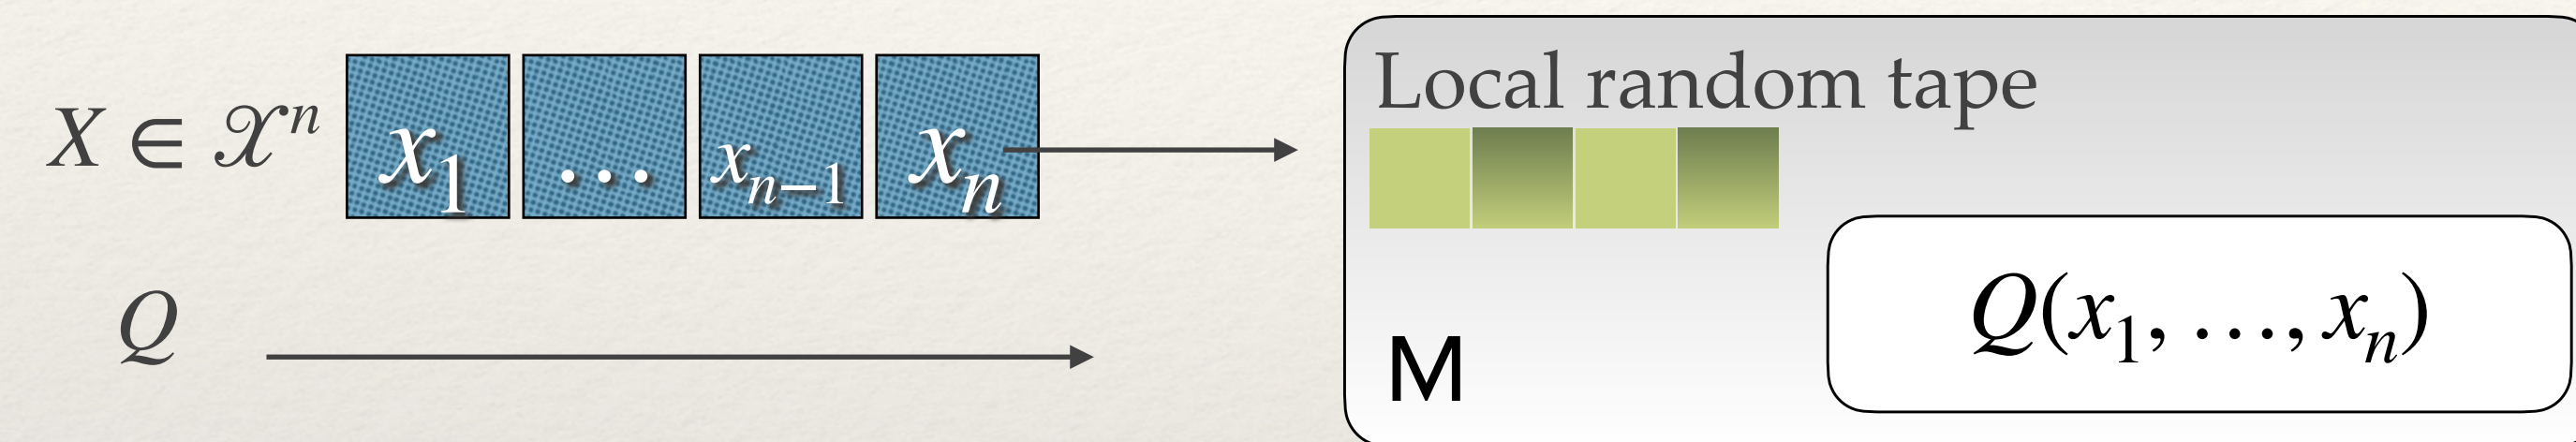 X ∈ 𝒳ⁿ x₁ … xₙ₋₁ xₙ
Q
Local random tape
M
Q(x₁, …, xₙ)